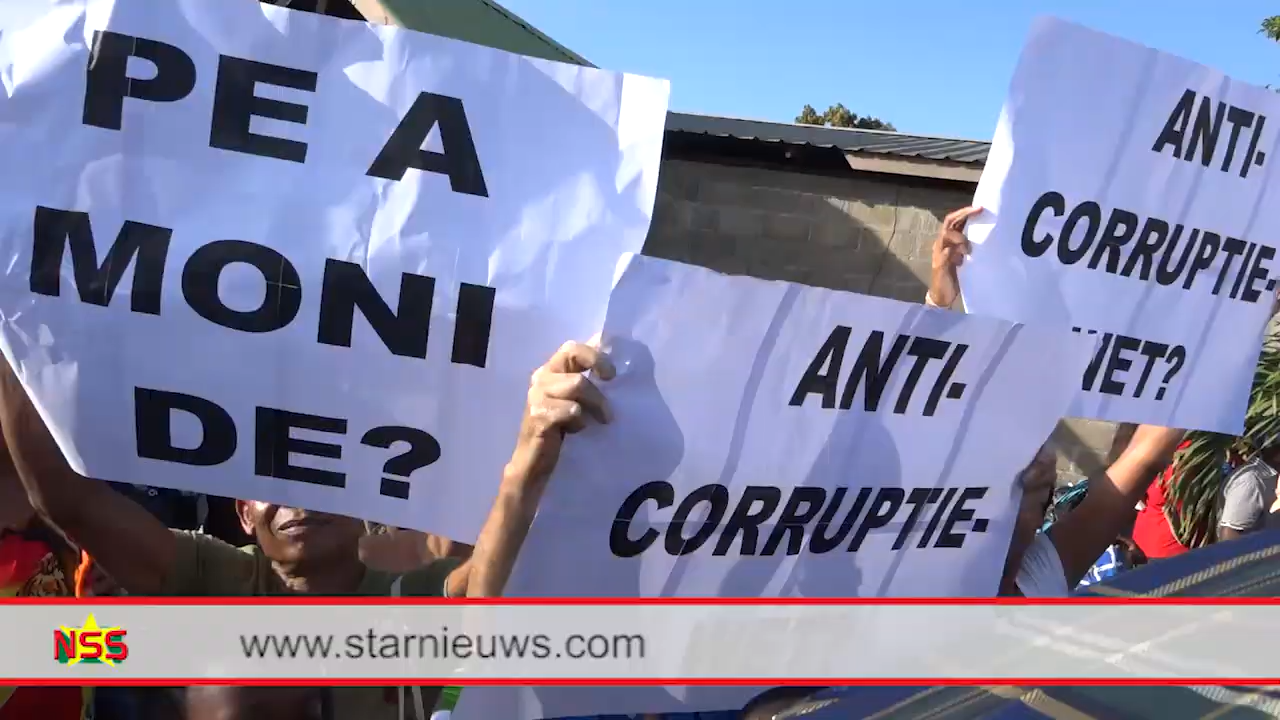 PE A
MONI
DE?
ANTI-
CORRUPTIE-
ANTI-
CORRUPTIE-
WET?
NSS
www.starnieuws.com